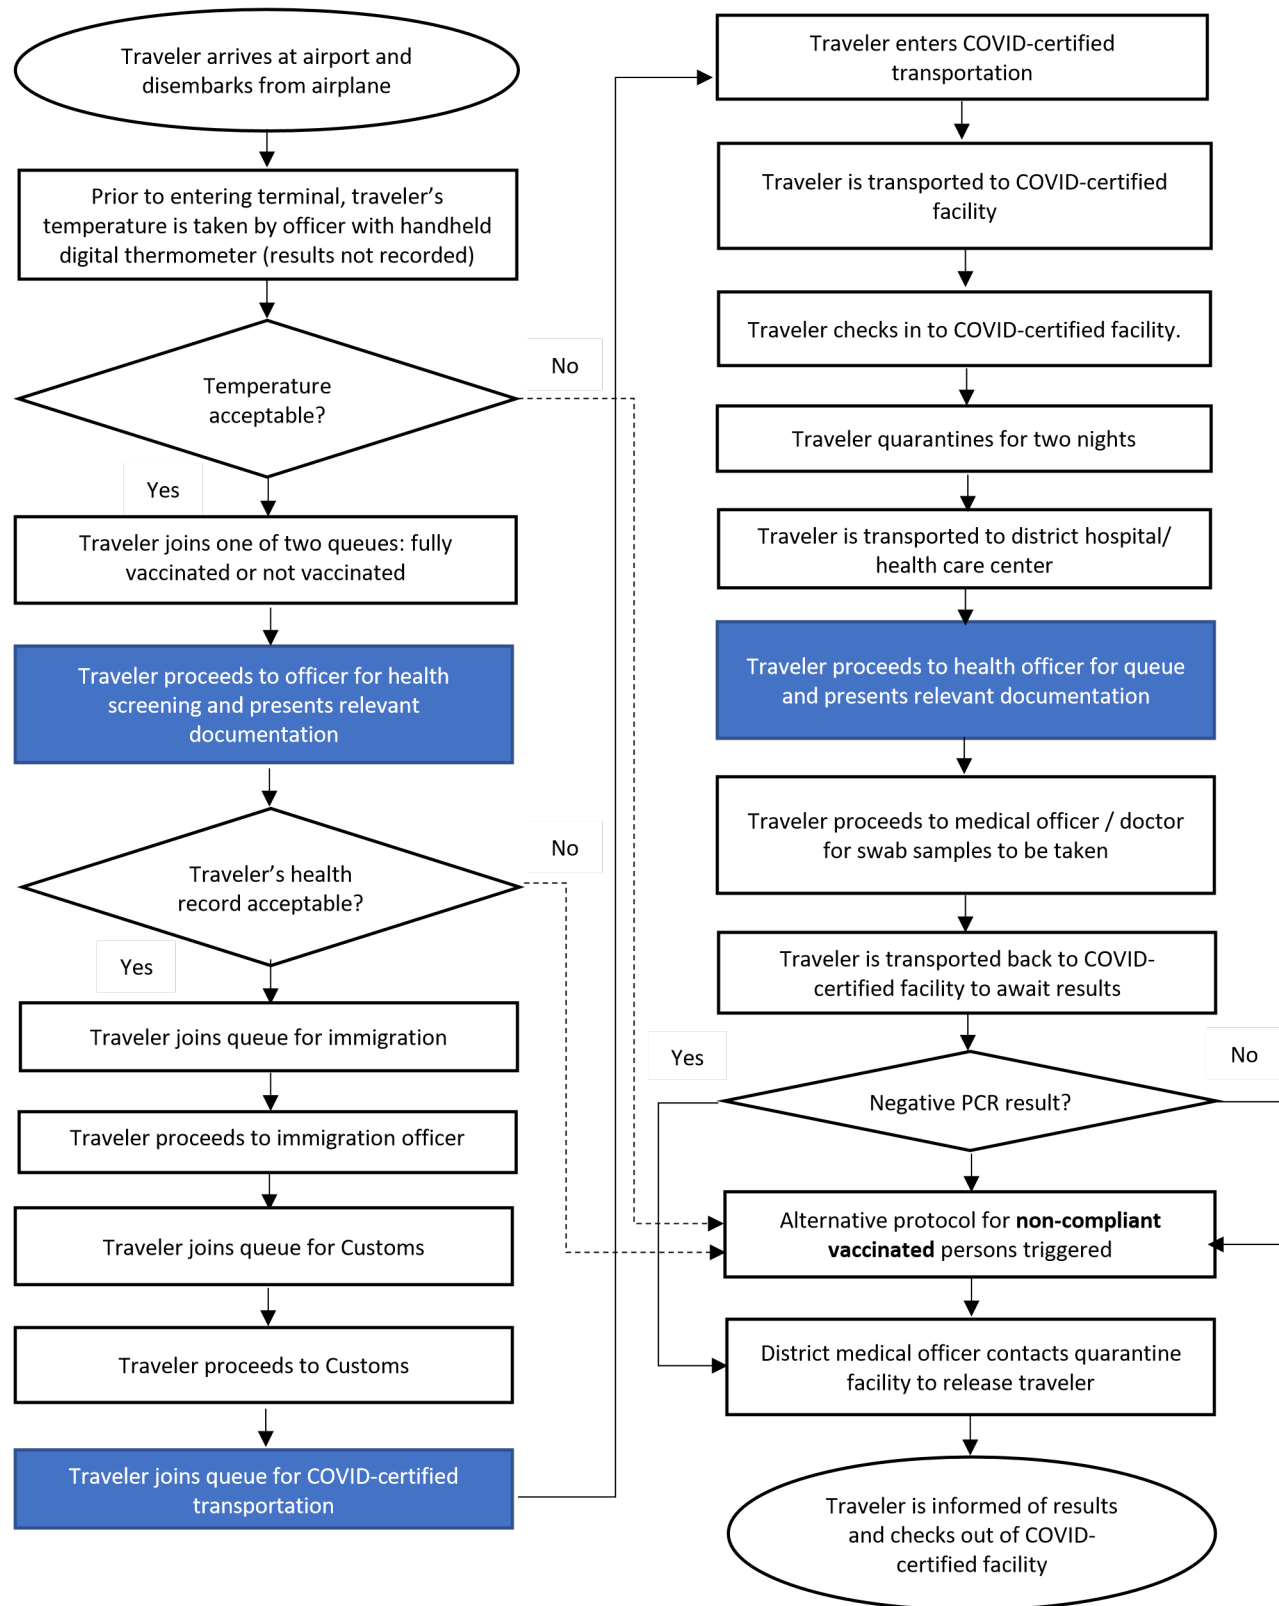 Traveler arrives at airport and
disembarks from airplane
Prior to entering terminal, traveler's
temperature is taken by officer with handheld
digital thermometer (results not recorded)
Temperature
acceptable?
No
Yes
Traveler joins one of two queues: fully
vaccinated or not vaccinated
Traveler proceeds to officer for health
screening and presents relevant
documentation
Traveler's health
record acceptable?
No
Yes
Traveler joins queue for immigration
Traveler proceeds to immigration officer
Traveler joins queue for Customs
Traveler proceeds to Customs
Traveler joins queue for COVID-certified
transportation
Traveler enters COVID-certified
transportation
Traveler is transported to COVID-certified
facility
Traveler checks in to COVID-certified facility.
Traveler quarantines for two nights
Traveler is transported to district hospital/
health care center
Traveler proceeds to health officer for queue
and presents relevant documentation
Traveler proceeds to medical officer / doctor
for swab samples to be taken
Traveler is transported back to COVID-
certified facility to await results
Yes
No
Negative PCR result?
Alternative protocol for non-compliant
vaccinated persons triggered
District medical officer contacts quarantine
facility to release traveler
Traveler is informed of results
and checks out of COVID-
certified facility